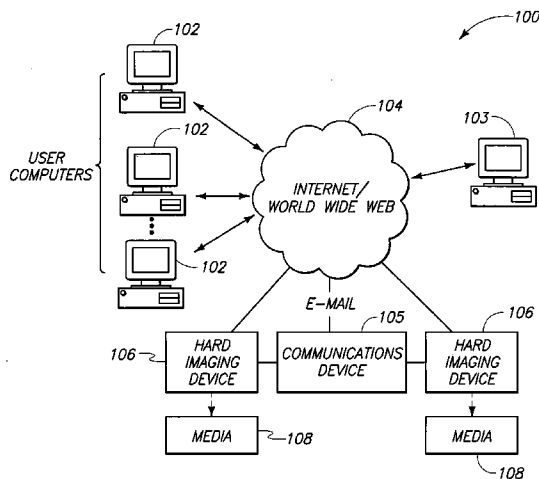 100
102
104
103
102
USER
COMPUTERS
INTERNET/
WORLD WIDE WEB
102
E-MAIL
105
106
106
HARD
IMAGING
DEVICE
COMMUNICATIONS
DEVICE
HARD
IMAGING
DEVICE
MEDIA
108
MEDIA
108